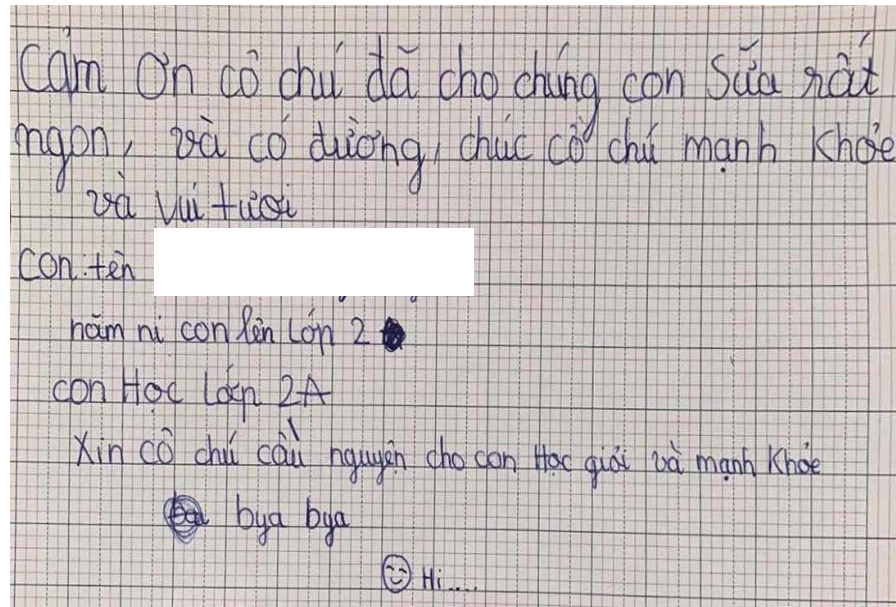 Cảm ơn cô chú đã cho chúng con Sữa rất
ngon, và có đường, chúc cô chú mạnh khỏe
và vui tươi
con tên
năm ni con lên Lớp 2
con Học Lớp 2A
Xin cô chú cầu nguyện cho con Học giỏi và mạnh khỏe
bya bya
Hi....